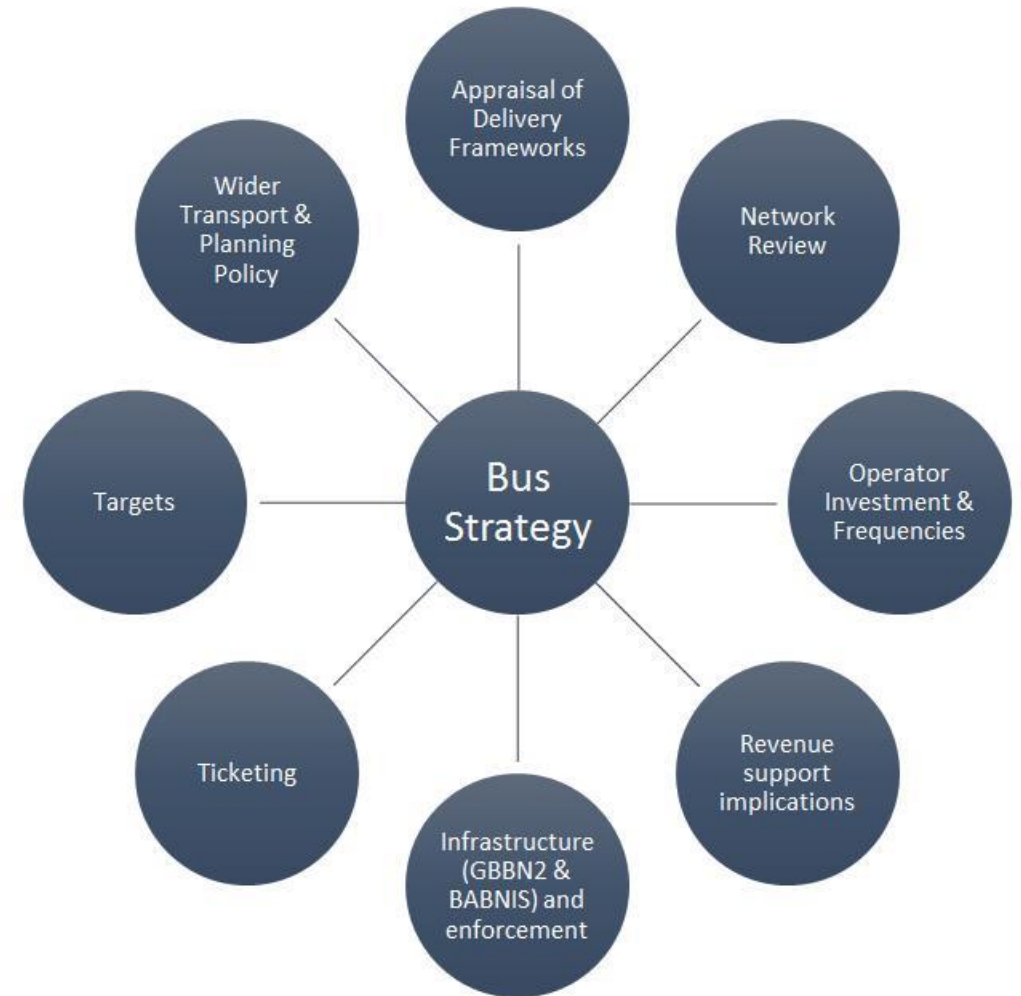 Appraisal of
Delivery
Frameworks
Network
Review
Operator
Investment &
Frequencies
Revenue
support
implications
Infrastructure
(GBBN2 &
BABNIS) and
enforcement
Ticketing
Targets
Wider
Transport &
Planning
Policy
Bus
Strategy